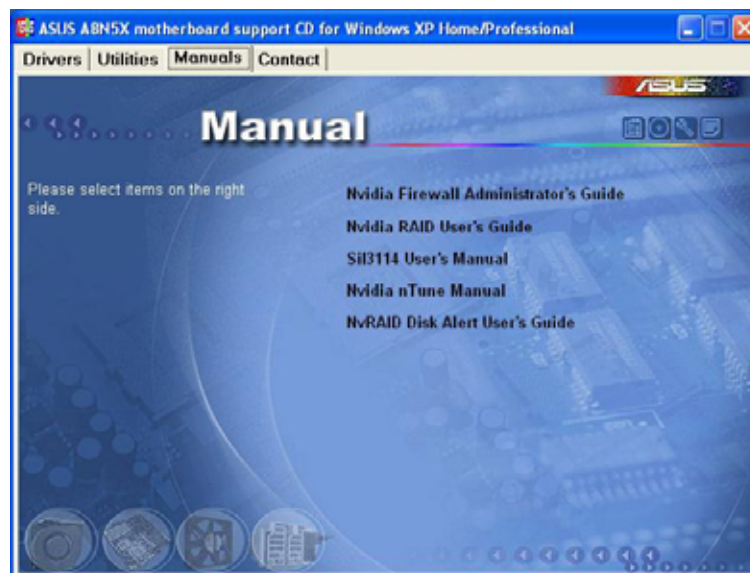 ASUS A8N5X motherboard support CD for Windows XP Home/Professional
Drivers Utilities Manuals Contact
ASUS
Manual
Please select items on the right
side.
Nvidia Firewall Administrator's Guide
Nvidia RAID User's Guide
Sil3114 User's Manual
Nvidia nTune Manual
NvRAID Disk Alert User's Guide